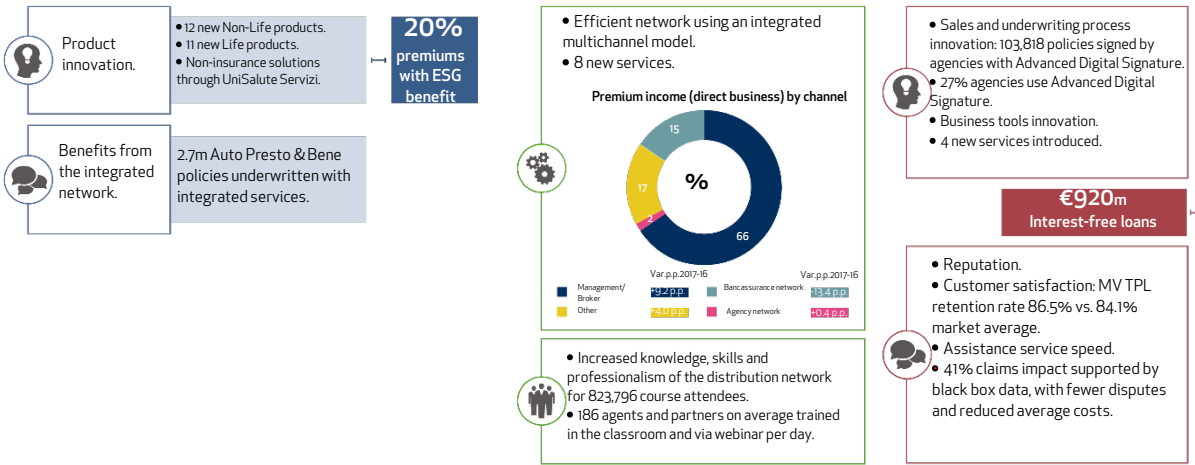 Product
innovation.
• 12 new Non-Life products.
• 11 new Life products.
• Non-insurance solutions
through UniSalute Servizi.
20%
premiums
with ESG
benefit
Benefits from
the integrated
network.
2.7m Auto Presto & Bene
policies underwritten with
integrated services.
• Efficient network using an integrated
multichannel model.
• 8 new services.
Premium income (direct business) by channel
15
17
%
2
66
Var.p.p.2017-16
Var.p.p.2017-16
Management/
Broker
+9.2 p.p.
Bancassurance network
-13.4 p.p.
Other
+4.0 p.p.
Agency network
+0.4 p.p.
• Increased knowledge, skills and
professionalism of the distribution network
for 823,796 course attendees.
• 186 agents and partners on average trained
in the classroom and via webinar per day.
• Sales and underwriting process
innovation: 103,818 policies signed by
agencies with Advanced Digital Signature.
• 27% agencies use Advanced Digital
Signature.
• Business tools innovation.
• 4 new services introduced.
€920m
Interest-free loans
• Reputation.
• Customer satisfaction: MV TPL
retention rate 86.5% vs. 84.1%
market average.
• Assistance service speed.
• 41% claims impact supported by
black box data, with fewer disputes
and reduced average costs.